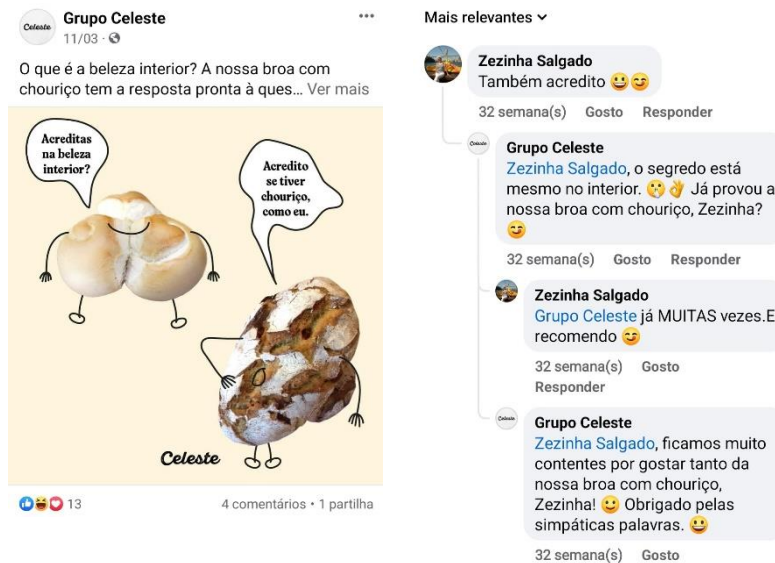 Celeste
Grupo Celeste
11/03 ·
O que é a beleza interior? A nossa broa com
chouriço tem a resposta pronta à ques... Ver mais
Acreditas
na beleza
interior?
Acredito
se tiver
chouriço,
como eu.
Celeste
13
4 comentários • 1 partilha
Mais relevantes
Zezinha Salgado
Também acredito 😀😊
32 semana(s) Gosto Responder
Celeste
Grupo Celeste
Zezinha Salgado, o segredo está
mesmo no interior. 🤫👌 Já provou a
nossa broa com chouriço, Zezinha?
😊
32 semana(s) Gosto Responder
Zezinha Salgado
Grupo Celeste já MUITAS vezes.E
recomendo 😊
32 semana(s) Gosto
Responder
Celeste
Grupo Celeste
Zezinha Salgado, ficamos muito
contentes por gostar tanto da
nossa broa com chouriço,
Zezinha! 🙂 Obrigado pelas
simpáticas palavras. 😀
32 semana(s) Gosto